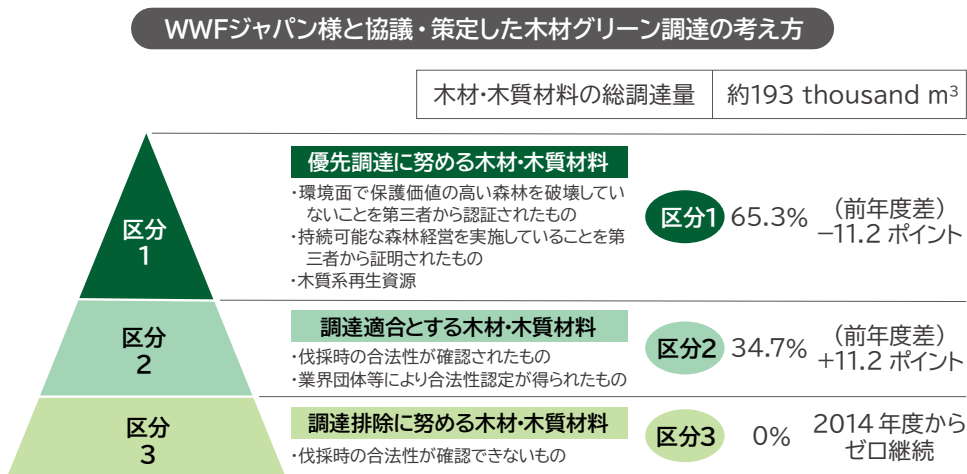 WWFジャパン様と協議・策定した木材グリーン調達の考え方
木材・木質材料の総調達量 約193 thousand m³
区分
1
優先調達に努める木材・木質材料
・環境面で保護価値の高い森林を破壊してい
ないことを第三者から認証されたもの
・持続可能な森林経営を実施していることを第
三者から証明されたもの
・木質系再生資源
区分1 65.3%
(前年度差)
−11.2 ポイント
区分
2
調達適合とする木材・木質材料
・伐採時の合法性が確認されたもの
・業界団体等により合法性認定が得られたもの
区分2 34.7%
(前年度差)
+11.2 ポイント
区分
3
調達排除に努める木材・木質材料
・伐採時の合法性が確認できないもの
区分3 0%
2014 年度から
ゼロ継続